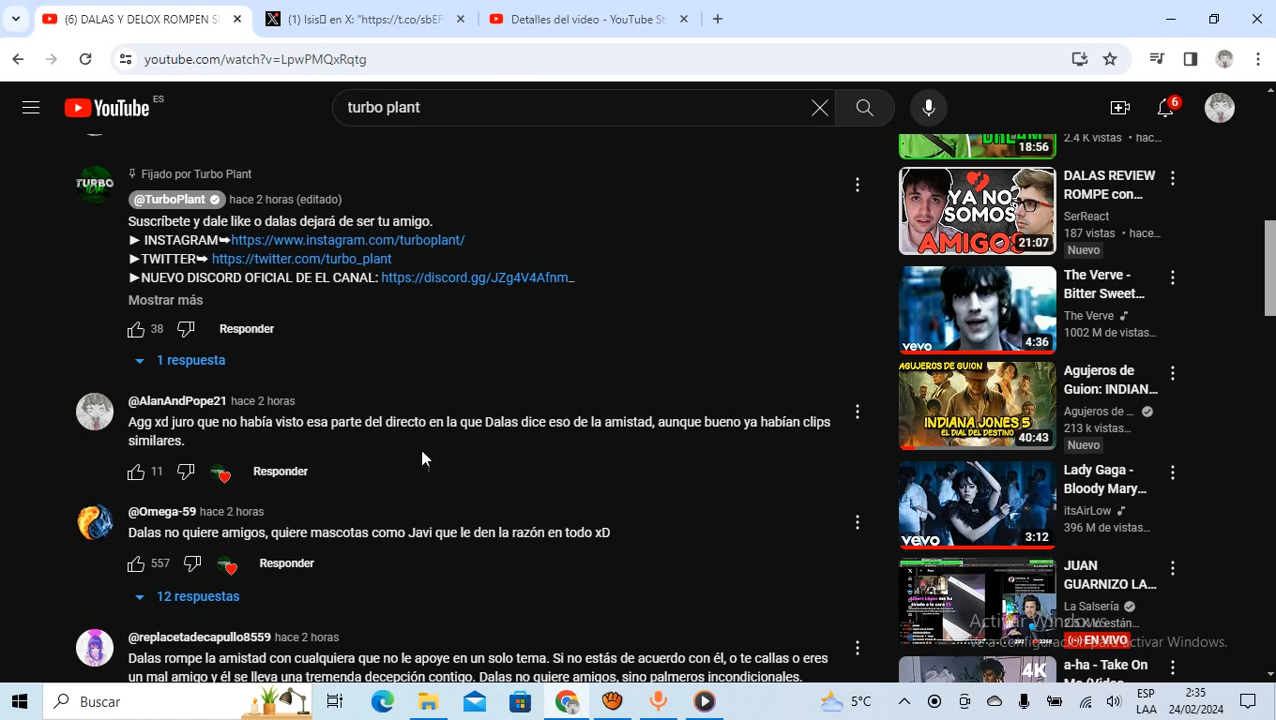 (6) DALAS Y DELOX ROMPEN S
(1) Isis en X: "https://t.co/sbEF
Detalles del video - YouTube St
youtube.com/watch?v=LpwPMQxRqtg
YouTube ES
turbo plant
6
Fijado por Turbo Plant
TURBO
@TurboPlant hace 2 horas (editado)
Suscríbete y dale like o dalas dejará de ser tu amigo.
► INSTAGRAM➥https://www.instagram.com/turboplant/
►TWITTER➥ https://twitter.com/turbo_plant
►NUEVO DISCORD OFICIAL DE EL CANAL: https://discord.gg/JZg4V4Afnm_
Mostrar más
38 Responder
1 respuesta
@AlanAndPope21 hace 2 horas
Agg xd juro que no había visto esa parte del directo en la que Dalas dice eso de la amistad, aunque bueno ya habían clips
similares.
11 Responder
@Omega-59 hace 2 horas
Dalas no quiere amigos, quiere mascotas como Javi que le den la razón en todo xD
557 Responder
12 respuestas
@replacetadecapullo8559 hace 2 horas
Dalas rompe la amistad con cualquiera que no le apoye en un solo tema. Si no estás de acuerdo con él, o te callas o eres
un mal amigo y él se lleva una tremenda decepción contigo. Dalas no quiere amigos, sino palmeros incondicionales.
DREAM
18:56
2.4 K vistas • hac...
YA NO
SOMOS
AMIGOS
21:07
DALAS REVIEW
ROMPE con...
SerReact
187 vistas • hace...
Nuevo
vevo
4:36
The Verve -
Bitter Sweet...
The Verve
1002 M de vistas...
AGUJEROS DE GUION
INDIANA JONES 5
EL DIAL DEL DESTINO
40:43
Agujeros de
Guion: INDIAN...
Agujeros de ...
213 k vistas...
Nuevo
vevo
3:12
Lady Gaga -
Bloody Mary...
itsAirLow
396 M de vistas...
JUAN
GUARNIZO LA...
La Salsería
EN VIVO
4K
a-ha - Take On
Me (Video
Activar Windows
Ve a Configuración para activar Windows.
Buscar
5°C
ESP
LAA
2:35
24/02/2024